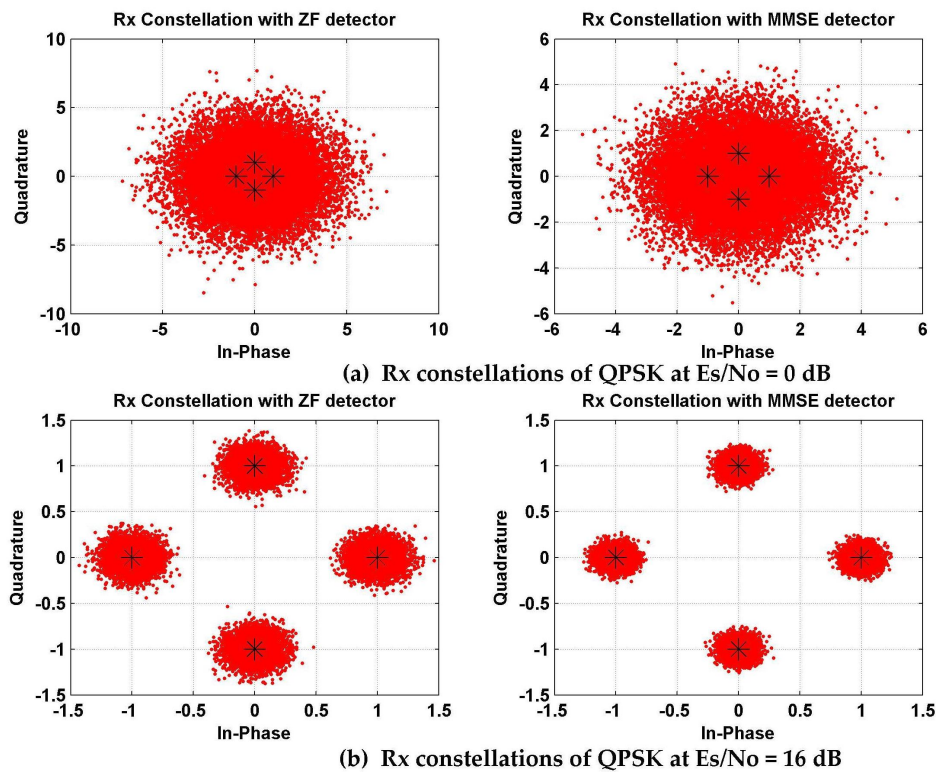 Rx Constellation with ZF detector
10
5
0
-5
-10
Quadrature
-10 -5 0 5 10
In-Phase
Rx Constellation with MMSE detector
6
4
2
0
-2
-4
-6
Quadrature
-6 -4 -2 0 2 4 6
In-Phase
(a) Rx constellations of QPSK at Es/No = 0 dB
Rx Constellation with ZF detector
1.5
1
0.5
0
-0.5
-1
-1.5
Quadrature
-1.5 -1 -0.5 0 0.5 1 1.5
In-Phase
Rx Constellation with MMSE detector
1.5
1
0.5
0
-0.5
-1
-1.5
Quadrature
-1.5 -1 -0.5 0 0.5 1 1.5
In-Phase
(b) Rx constellations of QPSK at Es/No = 16 dB